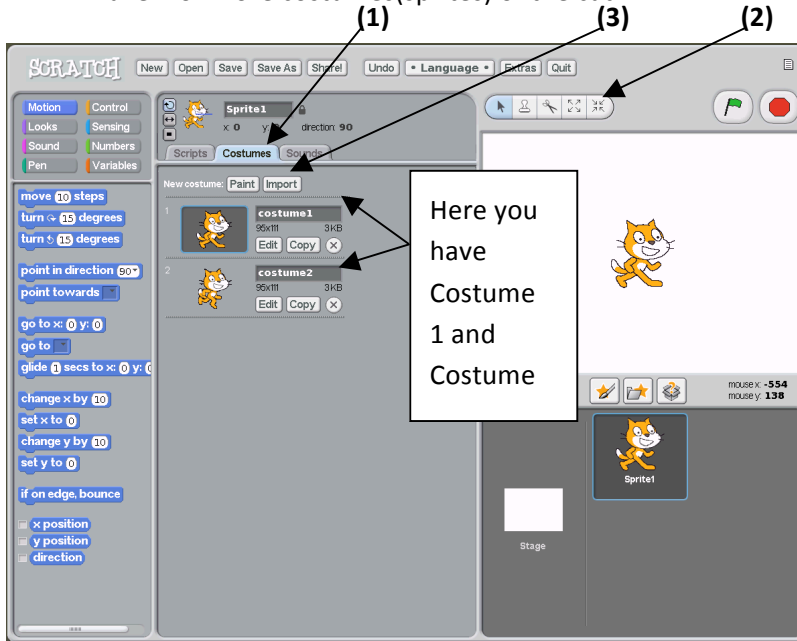 (1) (3) (2)
SCRATCH New Open Save Save As Share! Undo • Language • Extras Quit
Motion Control
Looks Sensing
Sound Numbers
Pen Variables
Sprite1
x: 0 y: direction: 90
Scripts Costumes Sounds
New costume: Paint Import
1 costume1
95x111 3 KB
Edit Copy
2 costume2
95x111 3 KB
Edit Copy
move 10 steps
turn 15 degrees
turn 15 degrees
point in direction 90
point towards
go to x: 0 y: 0
go to
glide 1 secs to x: 0 y: 0
change x by 10
set x to 0
change y by 10
set y to 0
if on edge, bounce
x position
y position
direction
Here you
have
Costume
1 and
Costume
mouse x: -554
mouse y: 138
Sprite1
Stage